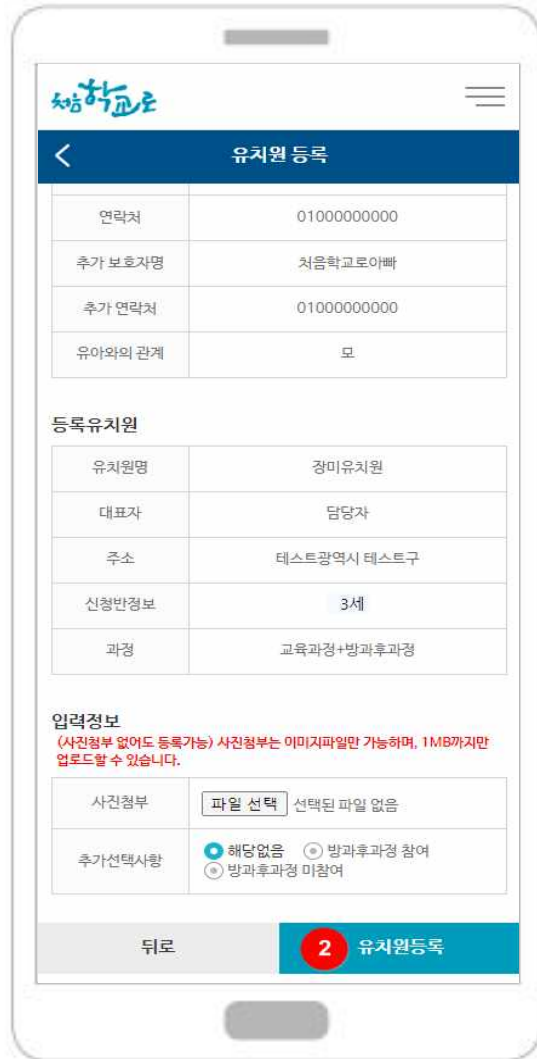 처음학교로
유치원 등록
연락처 01000000000
추가 보호자명 처음학교로아빠
추가 연락처 01000000000
유아와의 관계 모
등록유치원
유치원명 장미유치원
대표자 담당자
주소 테스트광역시 테스트구
신청반정보 3세
과정 교육과정+방과후과정
입력정보
(사진첨부 없어도 등록가능) 사진첨부는 이미지파일만 가능하며, 1MB까지만
업로드할 수 있습니다.
사진첨부 파일 선택 선택된 파일 없음
추가선택사항 해당없음 방과후과정 참여
방과후과정 미참여
뒤로 2 유치원등록